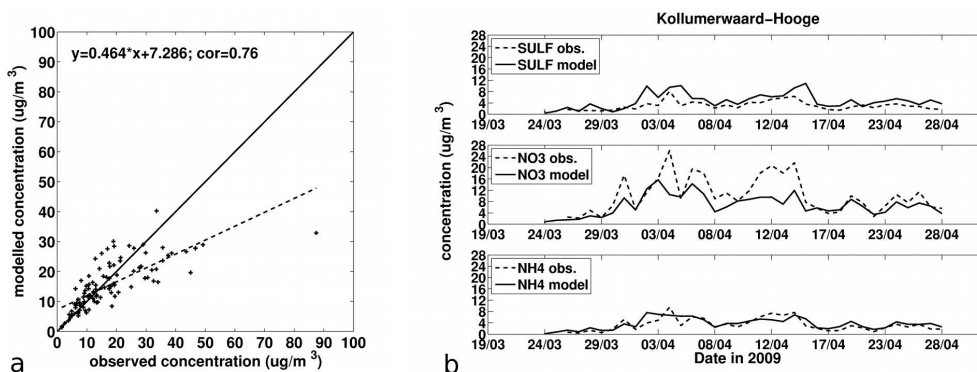 y=0.464*x+7.286; cor=0.76
modelled concentration (ug/m³)
100
90
80
70
60
50
40
30
20
10
0
0 10 20 30 40 50 60 70 80 90 100
observed concentration (ug/m³)
a
Kollumerwaard-Hooge
concentration (ug/m³)
28
24
20
16
12
8
4
0
SULF obs.
SULF model
19/03 24/03 29/03 03/04 08/04 12/04 17/04 23/04 28/04
28
24
20
16
12
8
4
0
NO3 obs.
NO3 model
19/03 24/03 29/03 03/04 08/04 12/04 17/04 23/04 28/04
28
24
20
16
12
8
4
0
NH4 obs.
NH4 model
19/03 24/03 29/03 03/04 08/04 12/04 17/04 23/04 28/04
Date in 2009
b